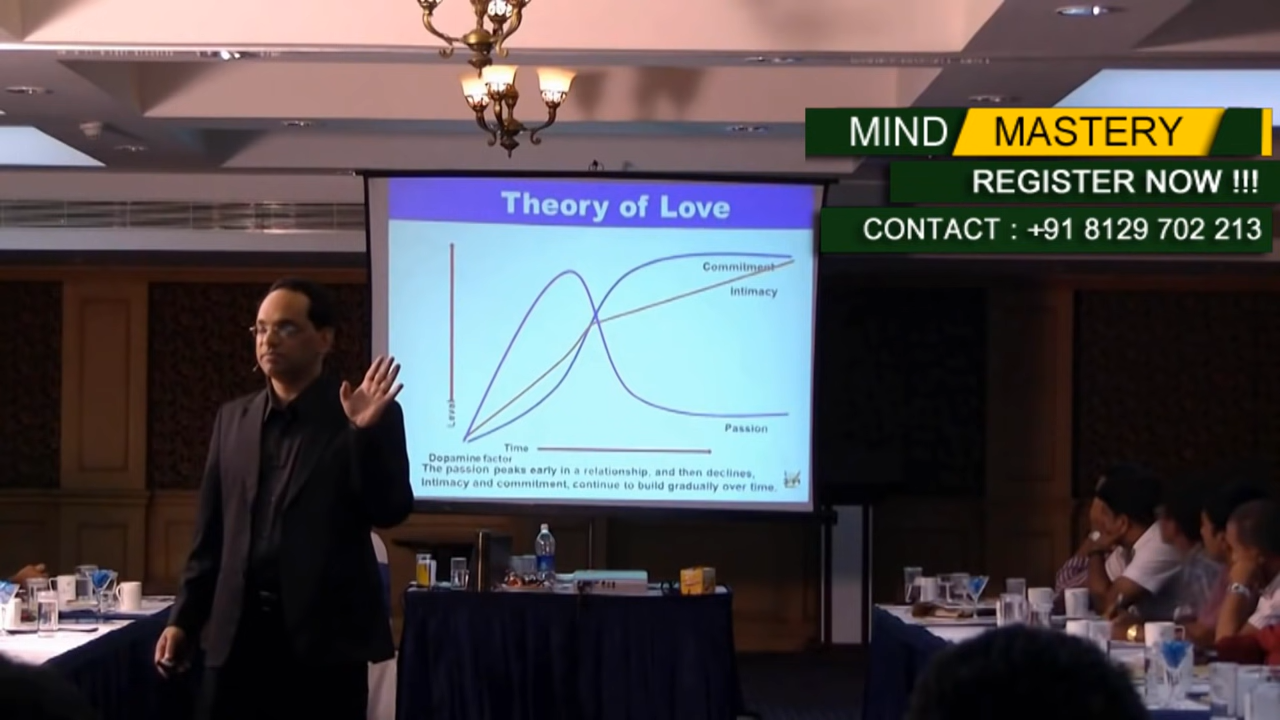 MIND MASTERY
REGISTER NOW !!!
CONTACT : +91 8129 702 213
Theory of Love
Commitment
Intimacy
Level
Passion
Time
Dopamine factor
The passion peaks early in a relationship, and then declines,
Intimacy and commitment, continue to build gradually over time.